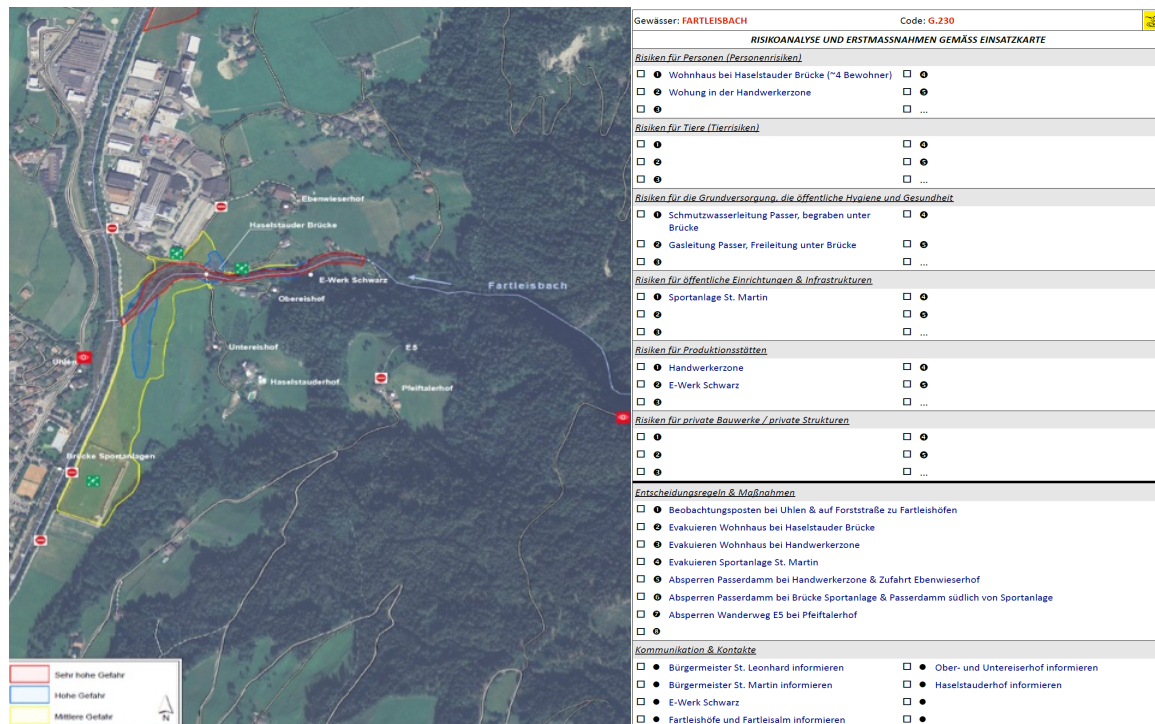 Ebenwieserhof
Haselstauder Brücke
E-Werk Schwarz
Fartleisbach
Obereishof
Untereishof
E5
Uhlen
Haselstauderhof
Pfeiftalerhof
Brücke Sportanlagen
Sehr hohe Gefahr
Hohe Gefahr
Mittlere Gefahr
N
Gewässer: FARTLEISBACH Code: G.230
RISIKOANALYSE UND ERSTMASSNAHMEN GEMÄSS EINSATZKARTE
Risiken für Personen (Personenrisiken)
☐ ❶ Wohnhaus bei Haselstauder Brücke (~4 Bewohner) ☐ ❹
☐ ❷ Wohung in der Handwerkerzone ☐ ❺
☐ ❸ ☐ ...
Risiken für Tiere (Tierrisiken)
☐ ❶ ☐ ❹
☐ ❷ ☐ ❺
☐ ❸ ☐ ...
Risiken für die Grundversorgung, die öffentliche Hygiene und Gesundheit
☐ ❶ Schmutzwasserleitung Passer, begraben unter ☐ ❹
Brücke
☐ ❷ Gasleitung Passer, Freileitung unter Brücke ☐ ❺
☐ ❸ ☐ ...
Risiken für öffentliche Einrichtungen & Infrastrukturen
☐ ❶ Sportanlage St. Martin ☐ ❹
☐ ❷ ☐ ❺
☐ ❸ ☐ ...
Risiken für Produktionsstätten
☐ ❶ Handwerkerzone ☐ ❹
☐ ❷ E-Werk Schwarz ☐ ❺
☐ ❸ ☐ ...
Risiken für private Bauwerke / private Strukturen
☐ ❶ ☐ ❹
☐ ❷ ☐ ❺
☐ ❸ ☐ ...
Entscheidungsregeln & Maßnahmen
☐ ❶ Beobachtungsposten bei Uhlen & auf Forststraße zu Fartleishöfen
☐ ❷ Evakuieren Wohnhaus bei Haselstauder Brücke
☐ ❸ Evakuieren Wohnhaus bei Handwerkerzone
☐ ❹ Evakuieren Sportanlage St. Martin
☐ ❺ Absperren Passerdamm bei Handwerkerzone & Zufahrt Ebenwieserhof
☐ ❻ Absperren Passerdamm bei Brücke Sportanlage & Passerdamm südlich von Sportanlage
☐ ❼ Absperren Wanderweg E5 bei Pfeiftalerhof
☐ ❽
Kommunikation & Kontakte
☐ ● Bürgermeister St. Leonhard informieren ☐ ● Ober- und Untereiserhof informieren
☐ ● Bürgermeister St. Martin informieren ☐ ● Haselstauderhof informieren
☐ ● E-Werk Schwarz ☐ ●
☐ ● Fartleishöfe und Fartleisalm informieren ☐ ●